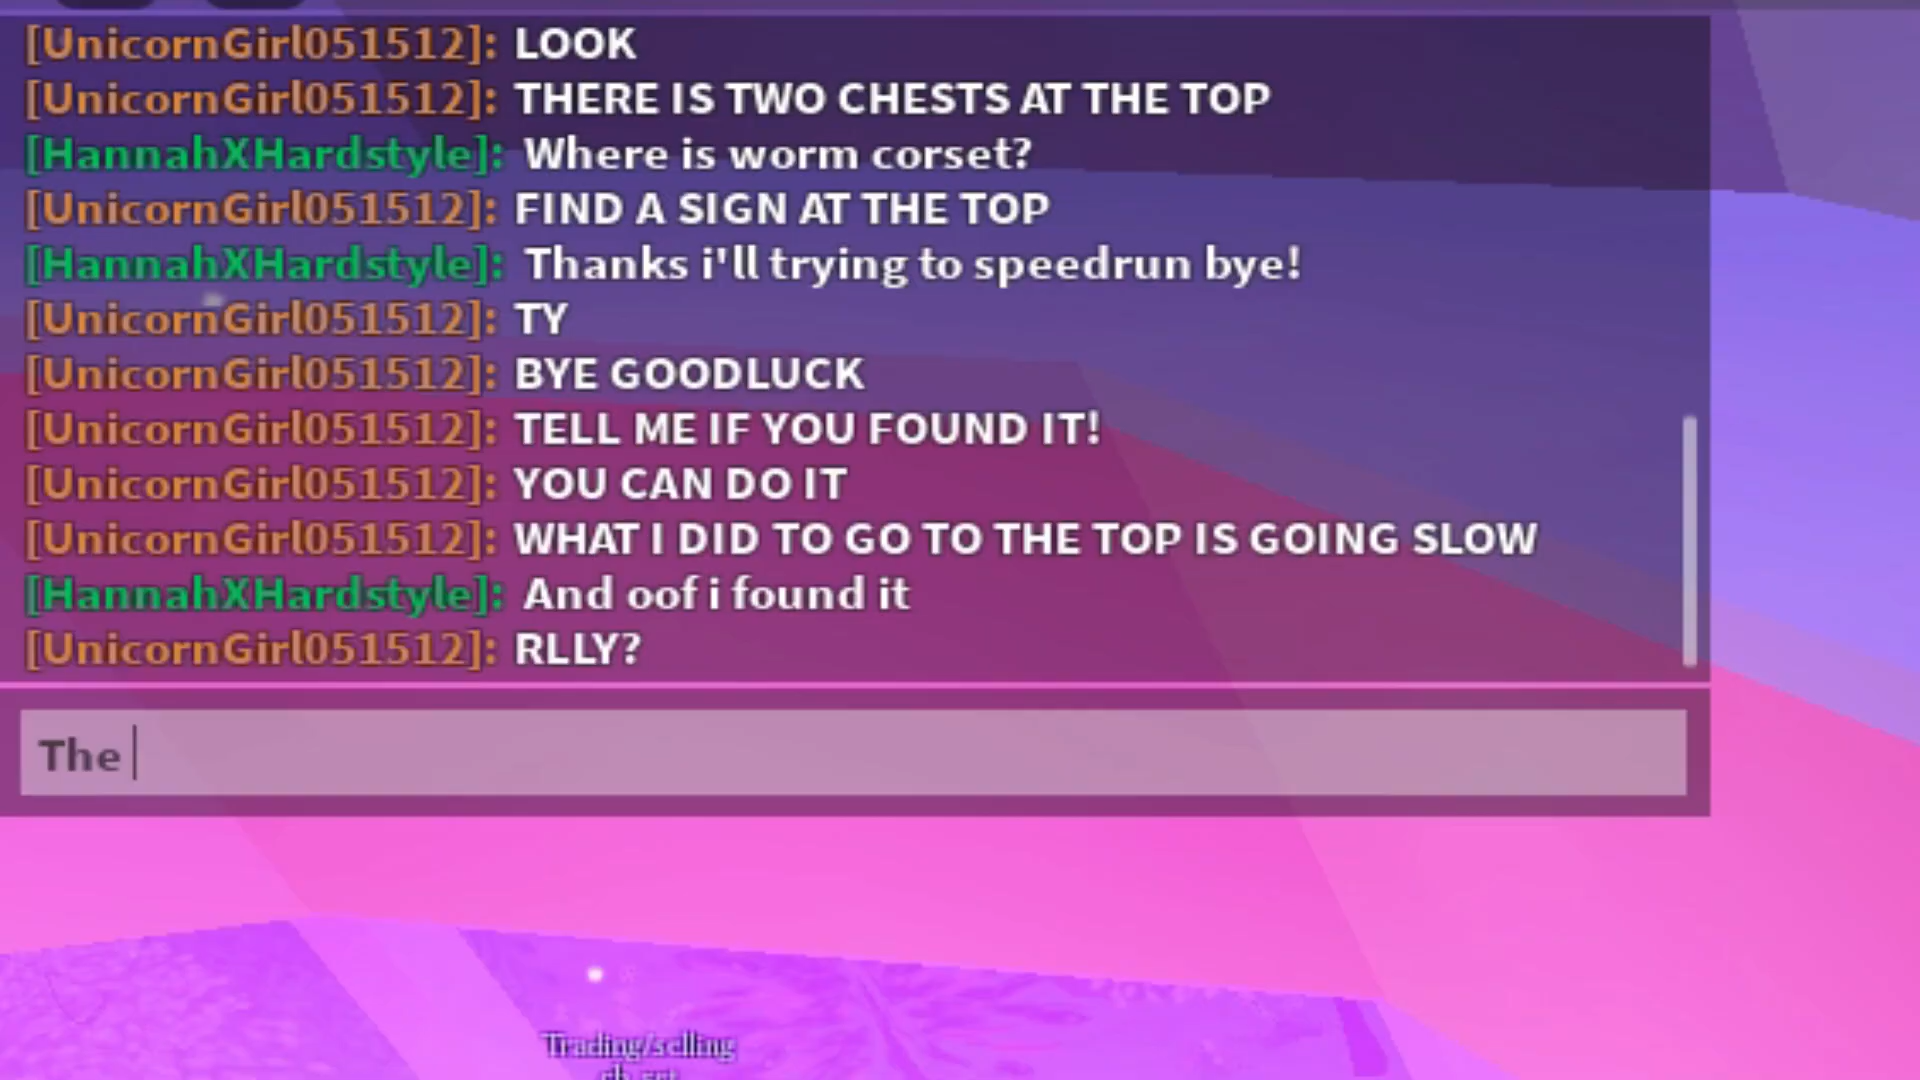 [UnicornGirl051512]: LOOK
[UnicornGirl051512]: THERE IS TWO CHESTS AT THE TOP
[HannahXHardstyle]: Where is worm corset?
[UnicornGirl051512]: FIND A SIGN AT THE TOP
[HannahXHardstyle]: Thanks i'll trying to speedrun bye!
[UnicornGirl051512]: TY
[UnicornGirl051512]: BYE GOODLUCK
[UnicornGirl051512]: TELL ME IF YOU FOUND IT!
[UnicornGirl051512]: YOU CAN DO IT
[UnicornGirl051512]: WHAT I DID TO GO TO THE TOP IS GOING SLOW
[HannahXHardstyle]: And oof i found it
[UnicornGirl051512]: RLLY?
The
Trading/selling